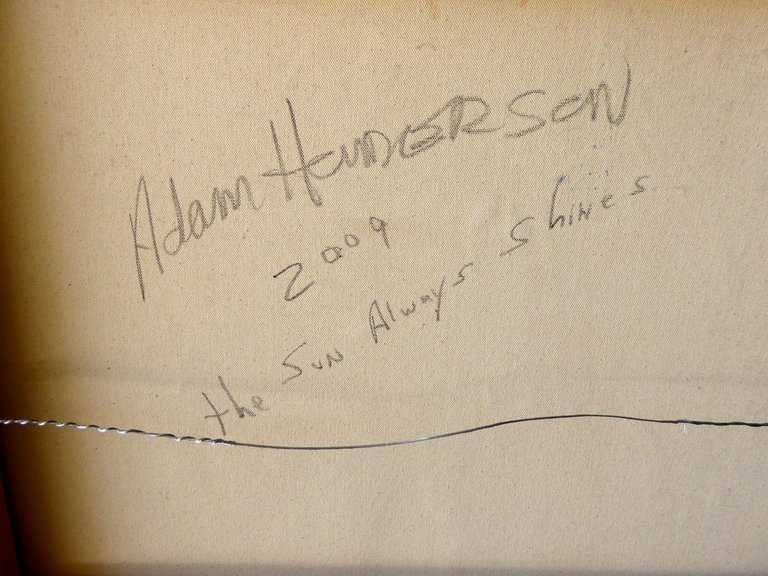 Adam HENDERSON
2009
the SUN Always ShiNes